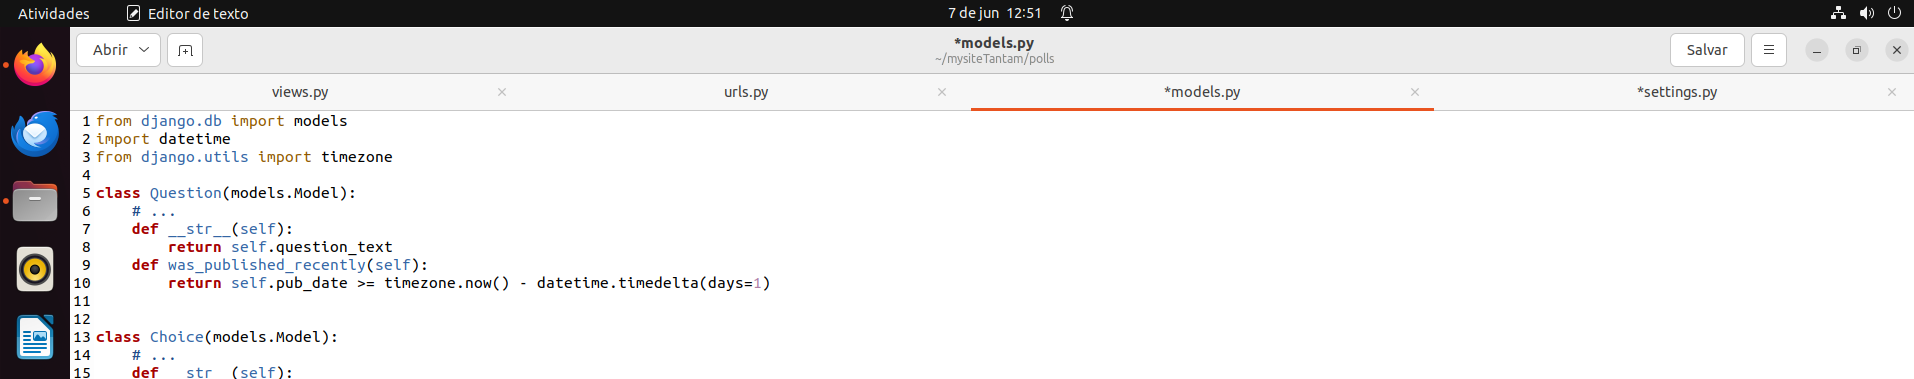 Atividades Editor de texto 7 de jun 12:51
Abrir *models.py Salvar
~/mysiteTantam/polls
views.py urls.py *models.py *settings.py
1 from django.db import models
2 import datetime
3 from django.utils import timezone
4
5 class Question(models.Model):
6     # ...
7     def __str__(self):
8         return self.question_text
9     def was_published_recently(self):
10         return self.pub_date >= timezone.now() - datetime.timedelta(days=1)
11
12
13 class Choice(models.Model):
14     # ...
15     def __str__(self):